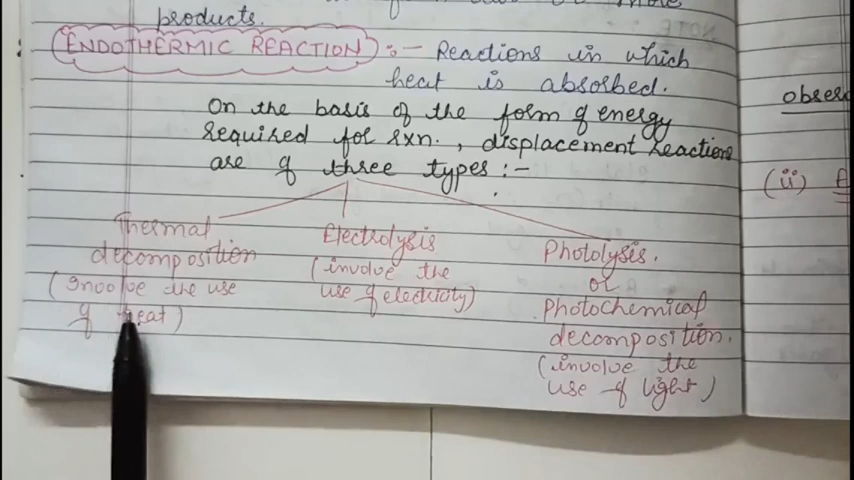 products.
ENDOTHERMIC REACTION :- Reactions in which
heat is absorbed.
On the basis of the form of energy
required for rxn., displacement reactions
are of three types :-
Thermal
decomposition
(Involve the use
of heat)
Electrolysis
(involve the
use of electricity)
Photolysis.
or
Photochemical
decomposition.
(involve the
use of light)
(ii)